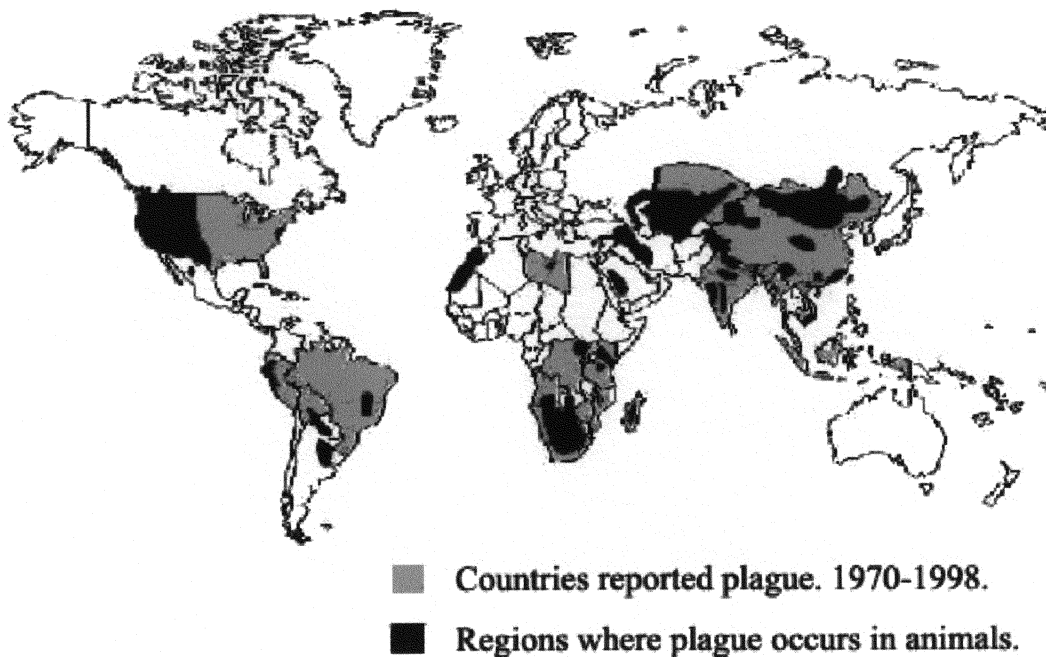 Countries reported plague. 1970-1998.
Regions where plague occurs in animals.